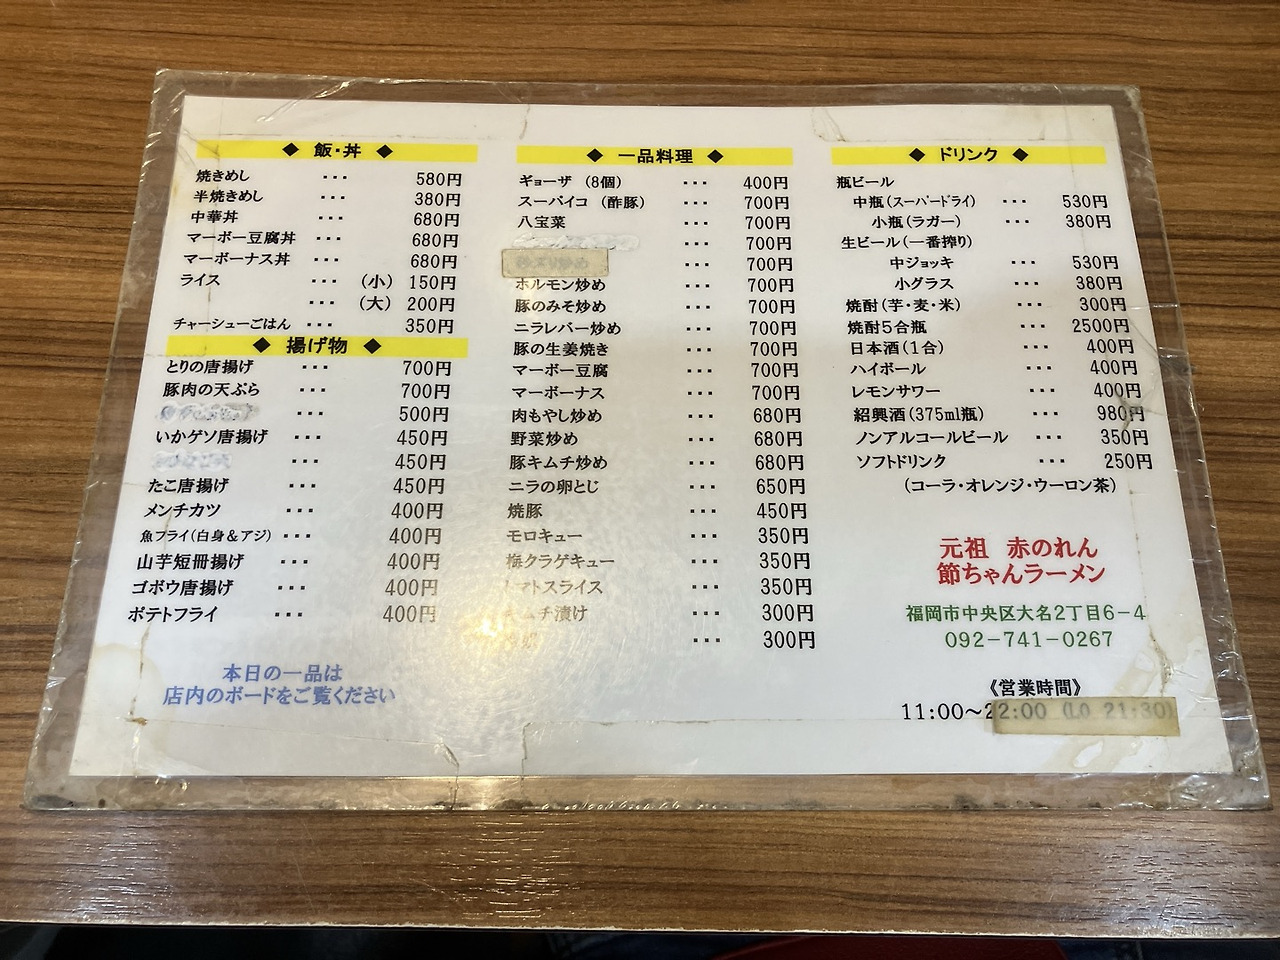 ◆ 飯・丼 ◆
焼きめし ・・・ 580円
半焼きめし ・・・ 380円
中華丼 ・・・ 680円
マーボー豆腐丼 ・・・ 680円
マーボーナス丼 ・・・ 680円
ライス ・・・ (小) 150円
・・・ (大) 200円
チャーシューごはん ・・・ 350円
◆ 揚げ物 ◆
とりの唐揚げ ・・・ 700円
豚肉の天ぷら ・・・ 700円
・・・ 500円
いかゲソ唐揚げ ・・・ 450円
・・・ 450円
たこ唐揚げ ・・・ 450円
メンチカツ ・・・ 400円
魚フライ(白身&アジ) ・・・ 400円
山芋短冊揚げ ・・・ 400円
ゴボウ唐揚げ ・・・ 400円
ポテトフライ ・・・ 400円
本日の一品は
店内のボードをご覧ください
◆ 一品料理 ◆
ギョーザ (8個) ・・・ 400円
スーパイコ (酢豚) ・・・ 700円
八宝菜 ・・・ 700円
・・・ 700円
・・・ 700円
ホルモン炒め ・・・ 700円
豚のみそ炒め ・・・ 700円
ニラレバー炒め ・・・ 700円
豚の生姜焼き ・・・ 700円
マーボー豆腐 ・・・ 700円
マーボーナス ・・・ 700円
肉もやし炒め ・・・ 680円
野菜炒め ・・・ 680円
豚キムチ炒め ・・・ 680円
ニラの卵とじ ・・・ 650円
焼豚 ・・・ 450円
モロキュー ・・・ 350円
梅クラゲキュー ・・・ 350円
トマトスライス ・・・ 350円
キムチ漬け ・・・ 300円
・・・ 300円
◆ ドリンク ◆
瓶ビール
中瓶(スーパードライ) ・・・ 530円
小瓶(ラガー) ・・・ 380円
生ビール(一番搾り)
中ジョッキ ・・・ 530円
小グラス ・・・ 380円
焼酎(芋・麦・米) ・・・ 300円
焼酎5合瓶 ・・・ 2500円
日本酒(1合) ・・・ 400円
ハイボール ・・・ 400円
レモンサワー ・・・ 400円
紹興酒(375ml瓶) ・・・ 980円
ノンアルコールビール ・・・ 350円
ソフトドリンク ・・・ 250円
(コーラ・オレンジ・ウーロン茶)
元祖 赤のれん
節ちゃんラーメン
福岡市中央区大名2丁目6-4
092-741-0267
《営業時間》
11:00~22:00 (LO 21:30)